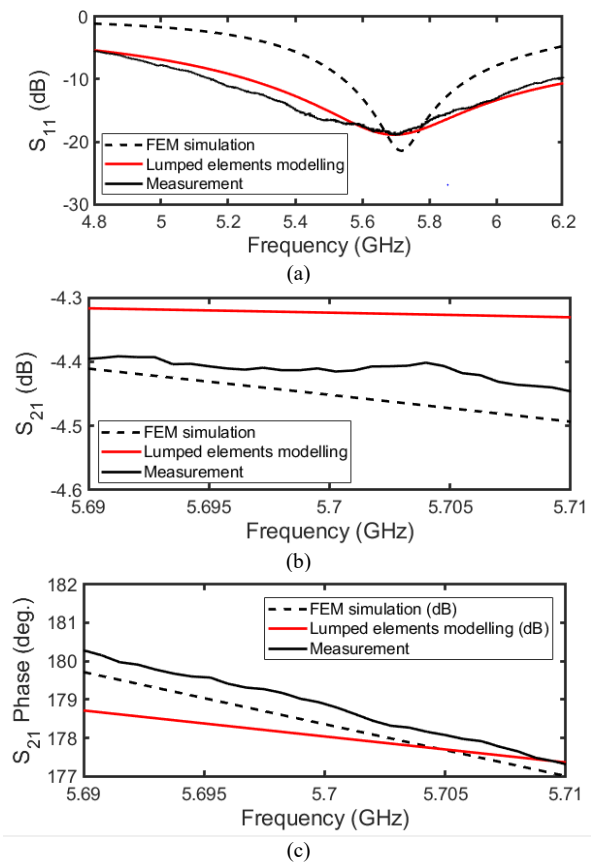 0
-10
-20
-30
S11 (dB)
FEM simulation
Lumped elements modelling
Measurement
4.8 5 5.2 5.4 5.6 5.8 6 6.2
Frequency (GHz)
(a)
-4.3
-4.4
-4.5
-4.6
S21 (dB)
FEM simulation
Lumped elements modelling
Measurement
5.69 5.695 5.7 5.705 5.71
Frequency (GHz)
(b)
182
181
180
179
178
177
S21 Phase (deg.)
FEM simulation (dB)
Lumped elements modelling (dB)
Measurement
5.69 5.695 5.7 5.705 5.71
Frequency (GHz)
(c)